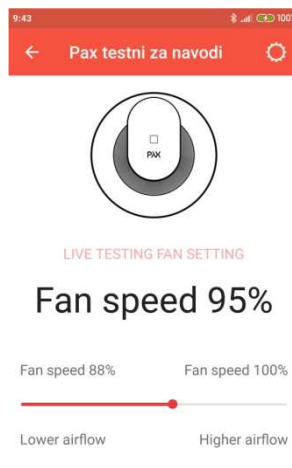 9:43 100%
Pax testni za navodi
PAX
LIVE TESTING FAN SETTING
Fan speed 95%
Fan speed 88% Fan speed 100%
Lower airflow Higher airflow